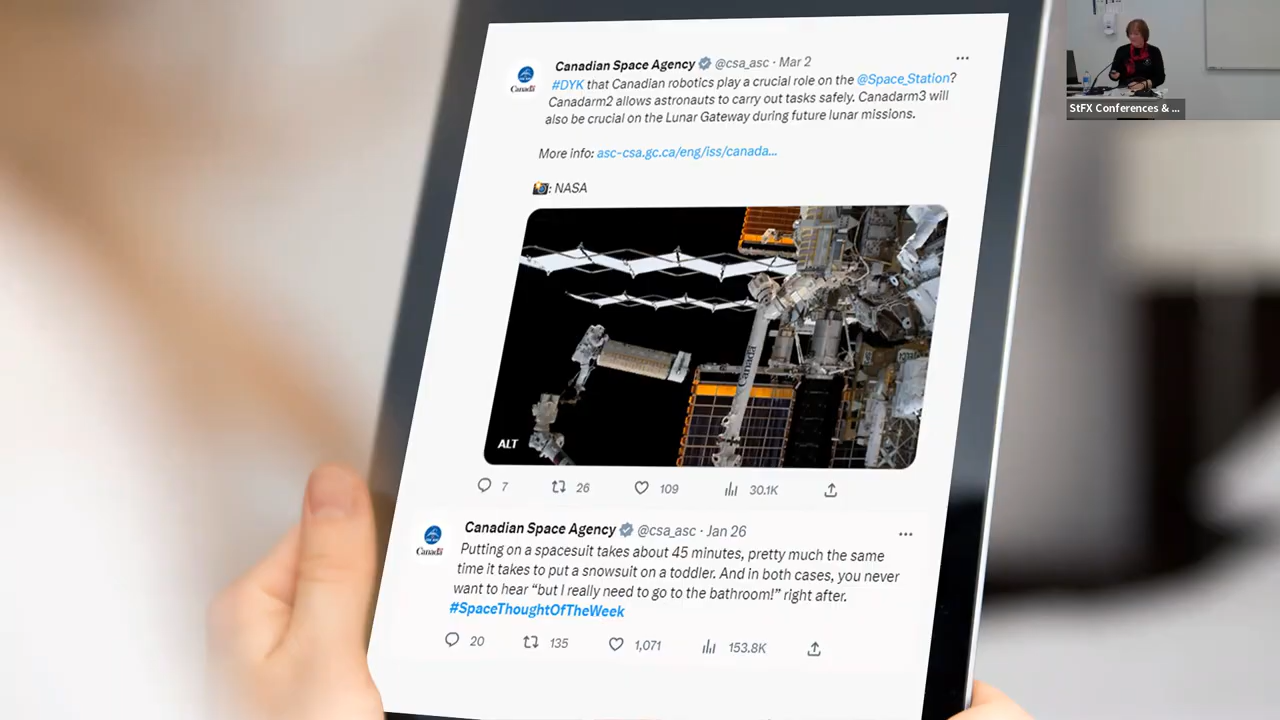 StFX Conferences & ...
Canadian Space Agency @csa_asc · Mar 2
#DYK that Canadian robotics play a crucial role on the @Space_Station?
Canadarm2 allows astronauts to carry out tasks safely. Canadarm3 will
also be crucial on the Lunar Gateway during future lunar missions.
More info: asc-csa.gc.ca/eng/iss/canada...
📷: NASA
Canada
Canada
ALT
7 26 109 30.1K
Canadian Space Agency @csa_asc · Jan 26
Putting on a spacesuit takes about 45 minutes, pretty much the same
time it takes to put a snowsuit on a toddler. And in both cases, you never
want to hear “but I really need to go to the bathroom!” right after.
#SpaceThoughtOfTheWeek
Canada
20 135 1,071 153.8K